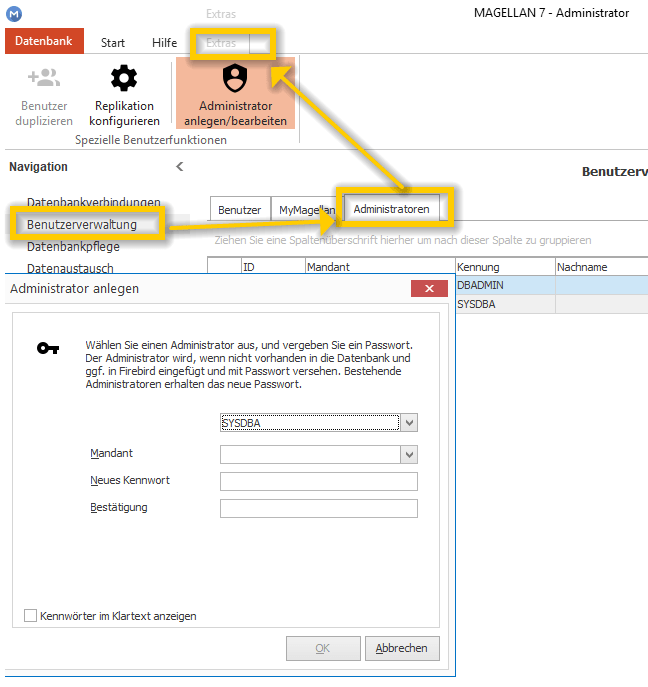 Extras
MAGELLAN 7 - Administrator
Datenbank
Start
Hilfe
Extras
Benutzer
duplizieren
Replikation
konfigurieren
Administrator
anlegen/bearbeiten
Spezielle Benutzerfunktionen
Navigation
Benutzerv
Datenbankverbindungen
Benutzerverwaltung
Datenbankpflege
Datenaustausch
Benutzer
MyMagellan
Administratoren
Ziehen Sie eine Spaltenüberschrift hierher um nach dieser Spalte zu gruppieren
ID
Mandant
Kennung
Nachname
DBADMIN
SYSDBA
Administrator anlegen
Wählen Sie einen Administrator aus, und vergeben Sie ein Passwort.
Der Administrator wird, wenn nicht vorhanden in die Datenbank und
ggf. in Firebird eingefügt und mit Passwort versehen. Bestehende
Administratoren erhalten das neue Passwort.
SYSDBA
Mandant
Neues Kennwort
Bestätigung
Kennwörter im Klartext anzeigen
OK
Abbrechen